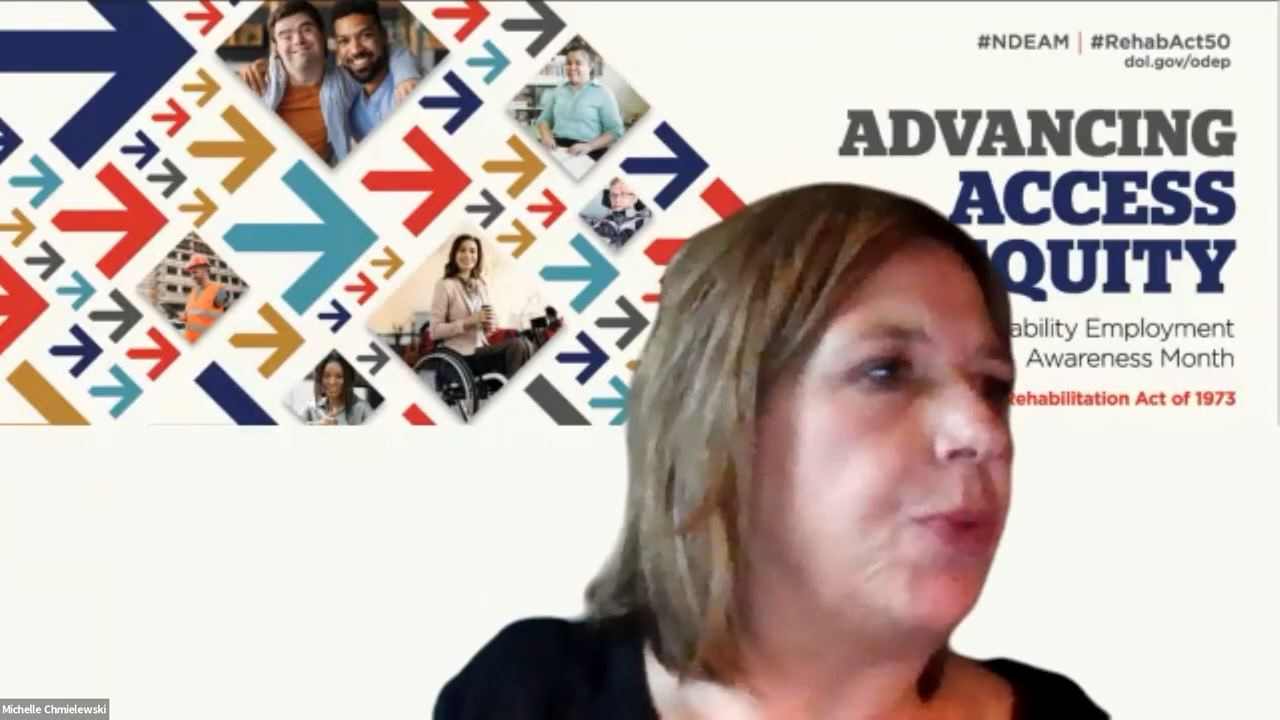 #NDEAM | #RehabAct50
dol.gov/odep
ADVANCING
ACCESS
QUITY
ability Employment
Awareness Month
Rehabilitation Act of 1973
Michelle Chmielewski